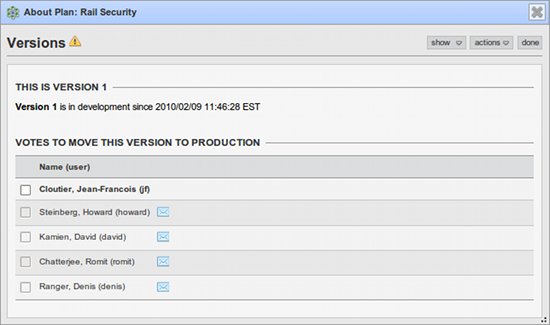 About Plan: Rail Security
Versions
show
actions
done
THIS IS VERSION 1
Version 1 is in development since 2010/02/09 11:46:28 EST
VOTES TO MOVE THIS VERSION TO PRODUCTION
Name (user)
Cloutier, Jean-Francois (jf)
Steinberg, Howard (howard)
Kamien, David (david)
Chatterjee, Romit (romit)
Ranger, Denis (denis)